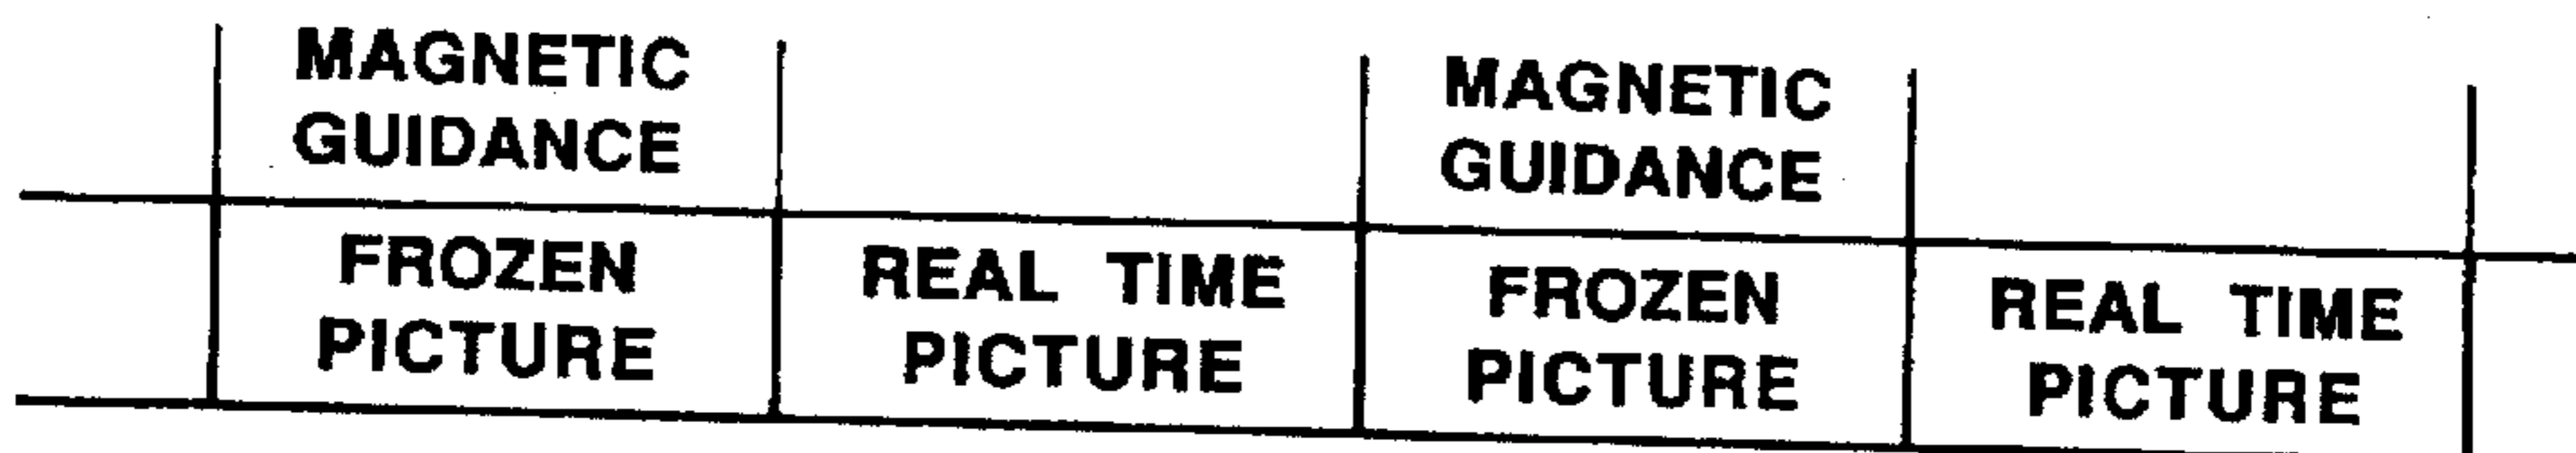 MAGNETIC
GUIDANCE
MAGNETIC
GUIDANCE
FROZEN
PICTURE
REAL TIME
PICTURE
FROZEN
PICTURE
REAL TIME
PICTURE